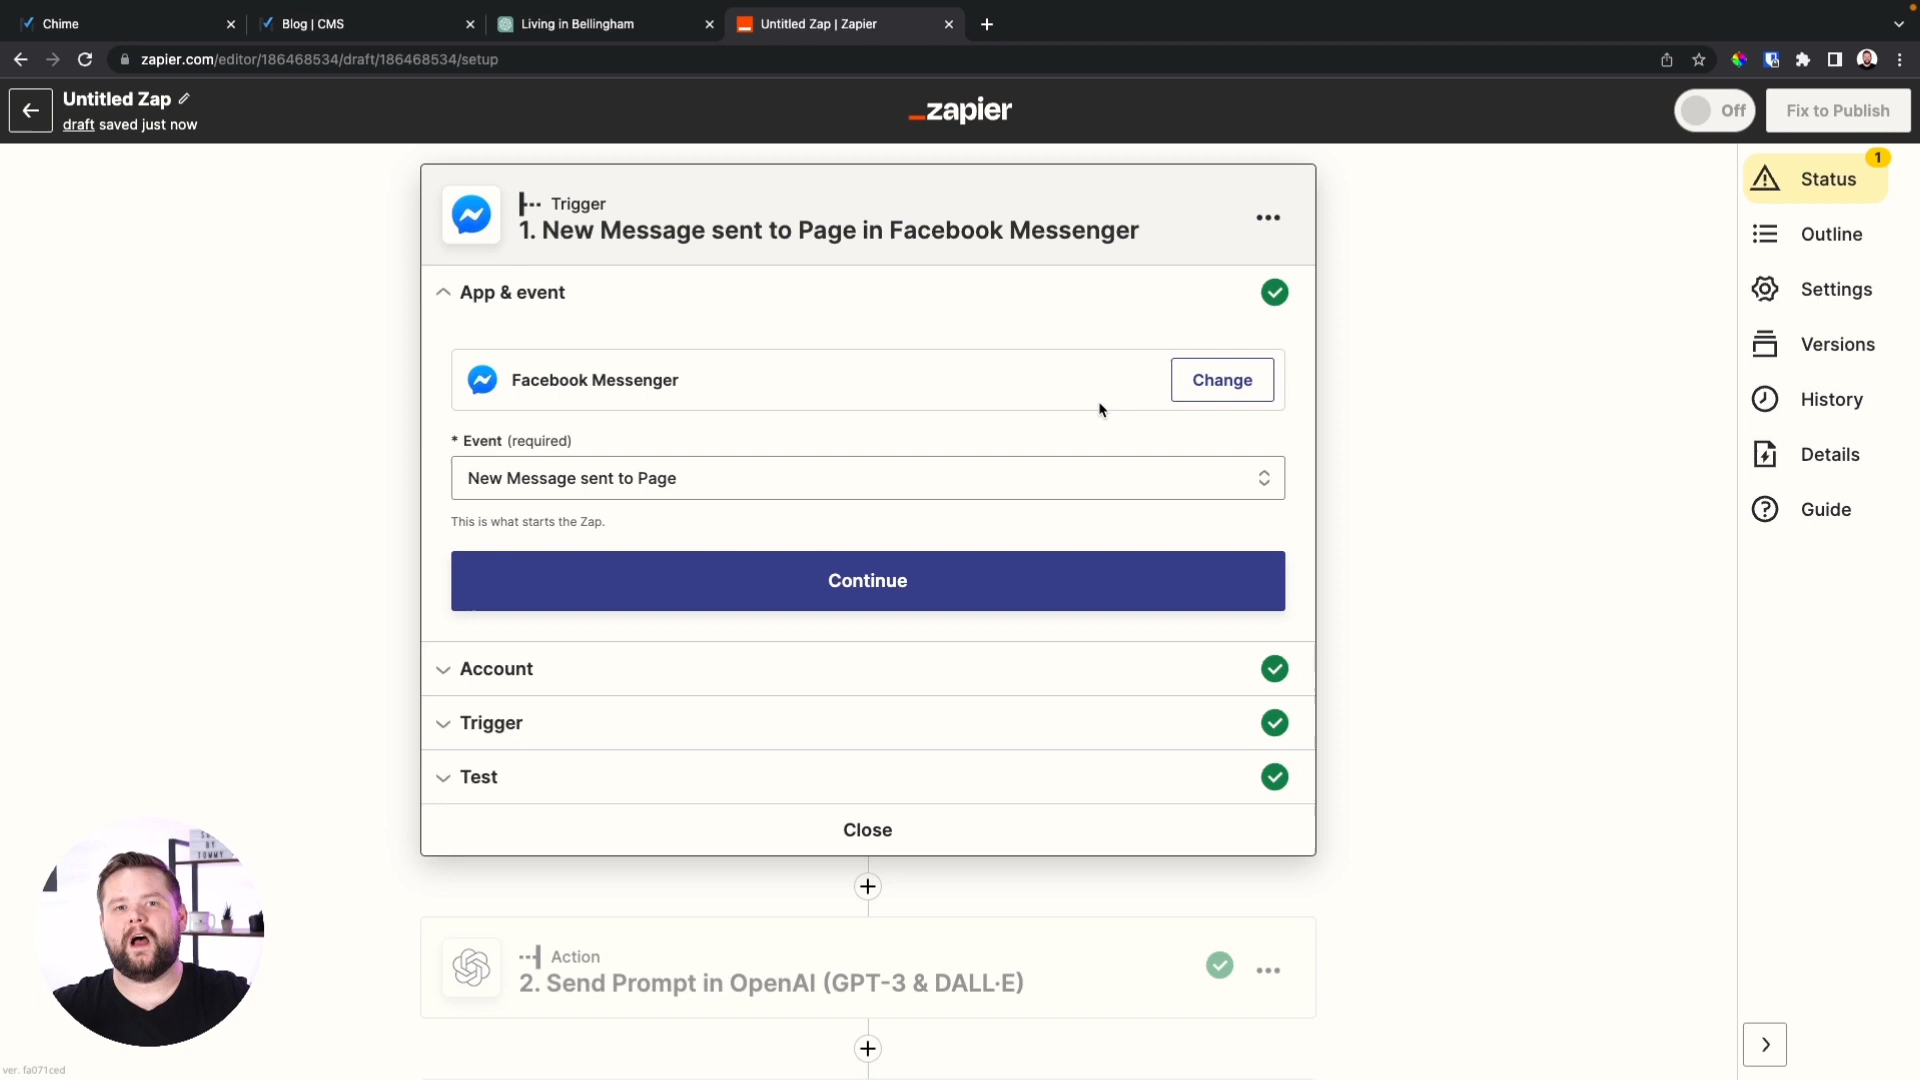 Chime
Blog | CMS
Living in Bellingham
Untitled Zap | Zapier
zapier.com/editor/186468534/draft/186468534/setup
Untitled Zap
draft saved just now
_zapier
Off
Fix to Publish
Trigger
1. New Message sent to Page in Facebook Messenger
App & event
Facebook Messenger
Change
* Event (required)
New Message sent to Page
This is what starts the Zap.
Continue
Account
Trigger
Test
Close
Action
2. Send Prompt in OpenAI (GPT-3 & DALL·E)
1
Status
Outline
Settings
Versions
History
Details
Guide
BY
TOMMY
ver. fa071ced